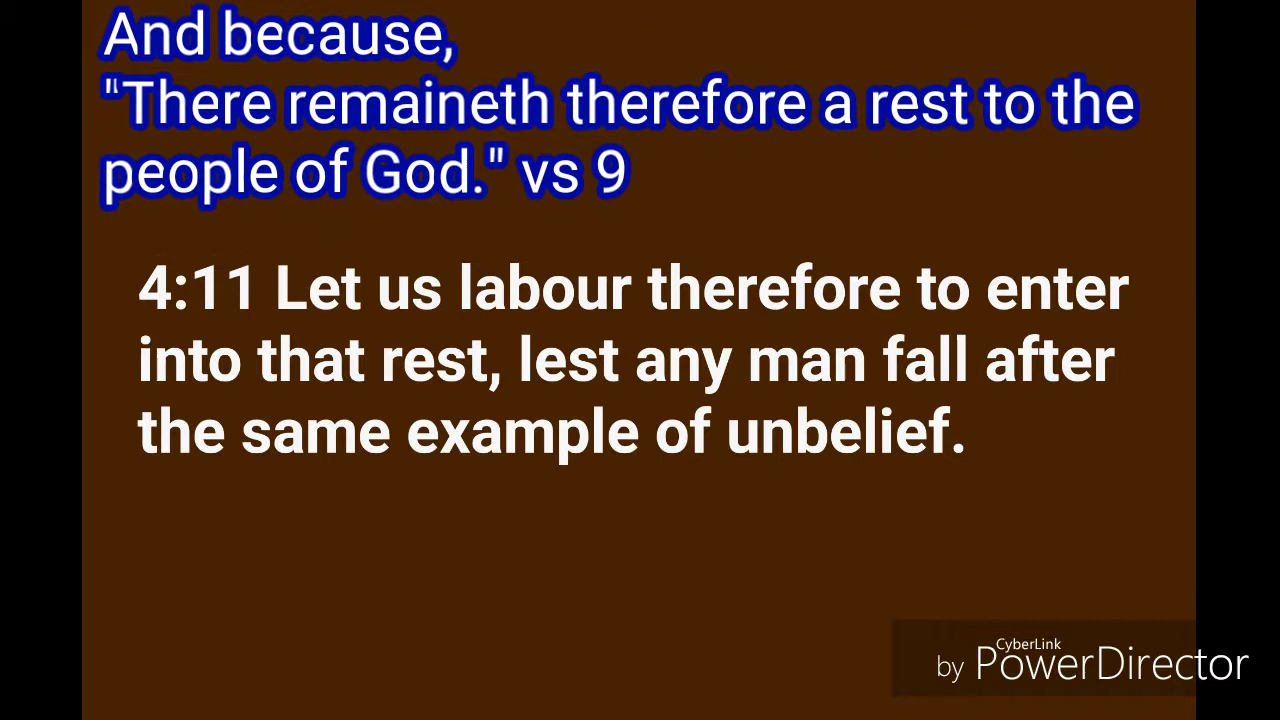 And because,
"There remaineth therefore a rest to the
people of God." vs 9
4:11 Let us labour therefore to enter
into that rest, lest any man fall after
the same example of unbelief.
CyberLink
by PowerDirector